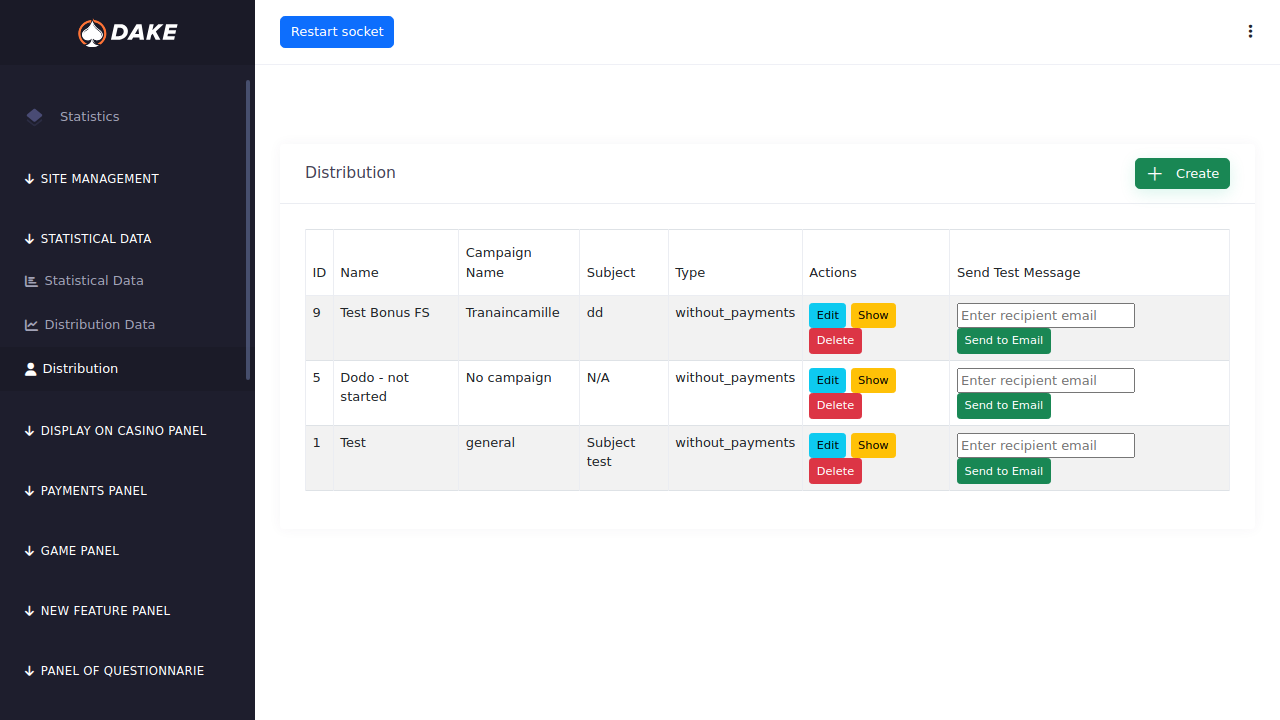 DAKE
Restart socket
Statistics
SITE MANAGEMENT
STATISTICAL DATA
Statistical Data
Distribution Data
Distribution
DISPLAY ON CASINO PANEL
PAYMENTS PANEL
GAME PANEL
NEW FEATURE PANEL
PANEL OF QUESTIONNARIE
Distribution
Create
ID Name Campaign Name Subject Type Actions Send Test Message
9 Test Bonus FS Tranaincamille dd without_payments Edit Show Enter recipient email
Delete Send to Email
5 Dodo - not No campaign N/A without_payments Edit Show Enter recipient email
started Delete Send to Email
1 Test general Subject without_payments Edit Show Enter recipient email
test Delete Send to Email